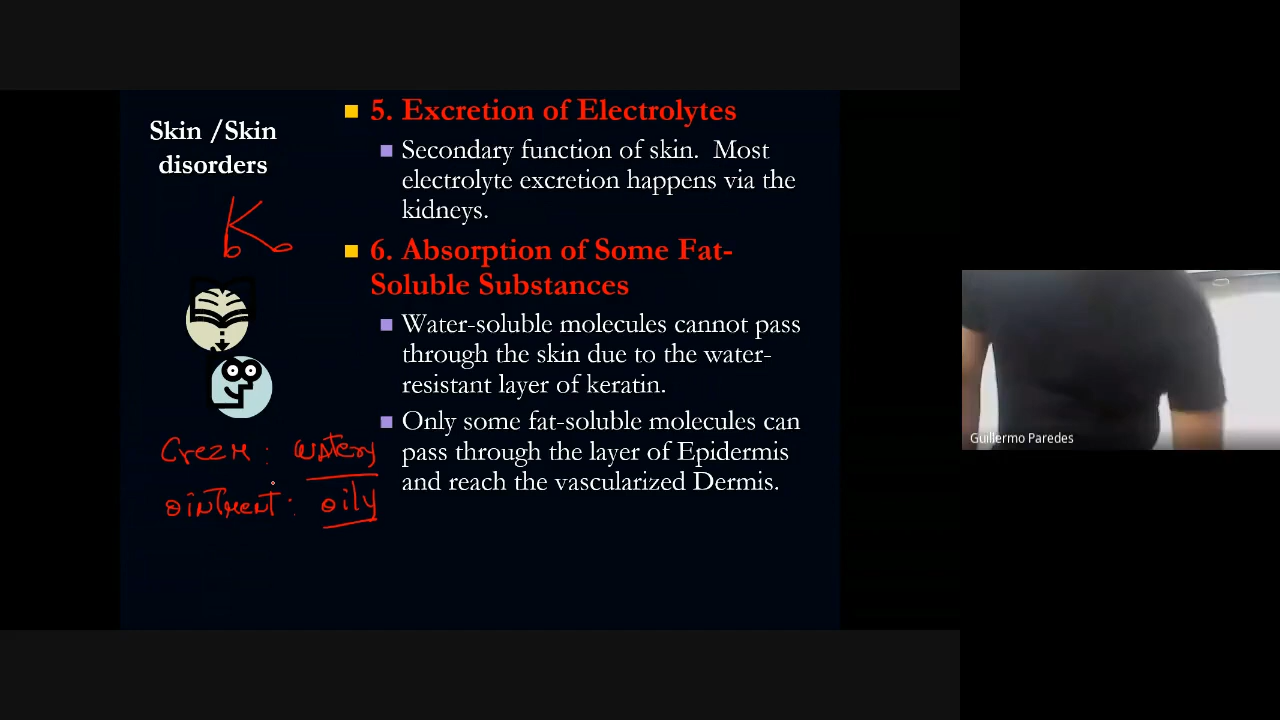 Skin /Skin
disorders
K
5. Excretion of Electrolytes
Secondary function of skin. Most
electrolyte excretion happens via the
kidneys.
6. Absorption of Some Fat-
Soluble Substances
Water-soluble molecules cannot pass
through the skin due to the water-
resistant layer of keratin.
Only some fat-soluble molecules can
pass through the layer of Epidermis
and reach the vascularized Dermis.
Cream: watery
ointment: oily
Guillermo Paredes